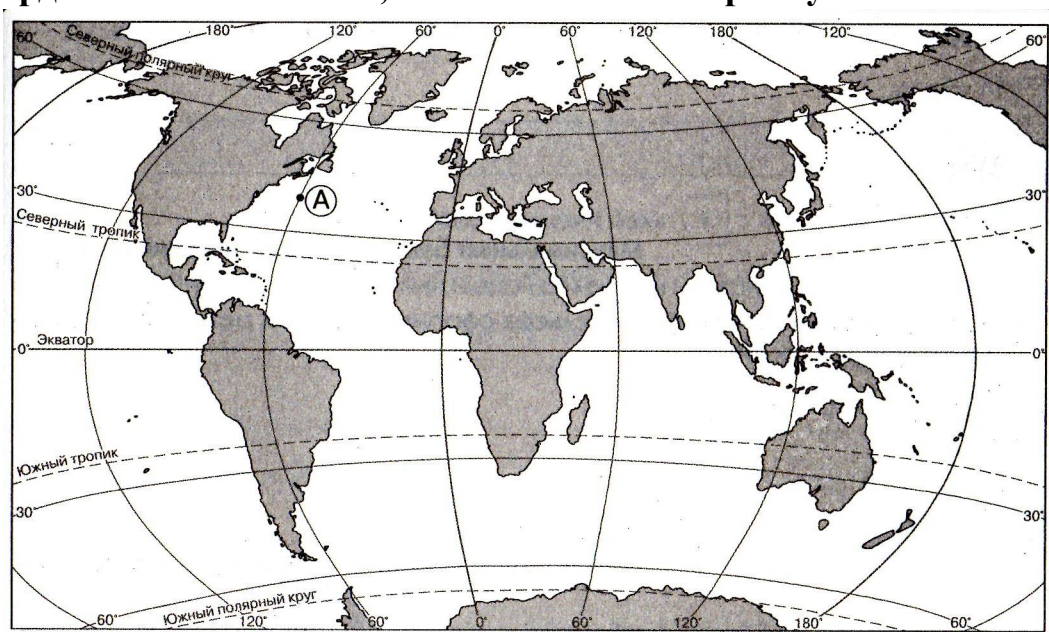 180° 120° 60° 0° 60° 120° 180° 120°
60° 60°
Северный полярный круг
30° 30°
А
Северный тропик
Экватор
0° 0°
Южный тропик
30° 30°
Южный полярный круг
60° 120° 60° 0° 60° 120° 180° 60°